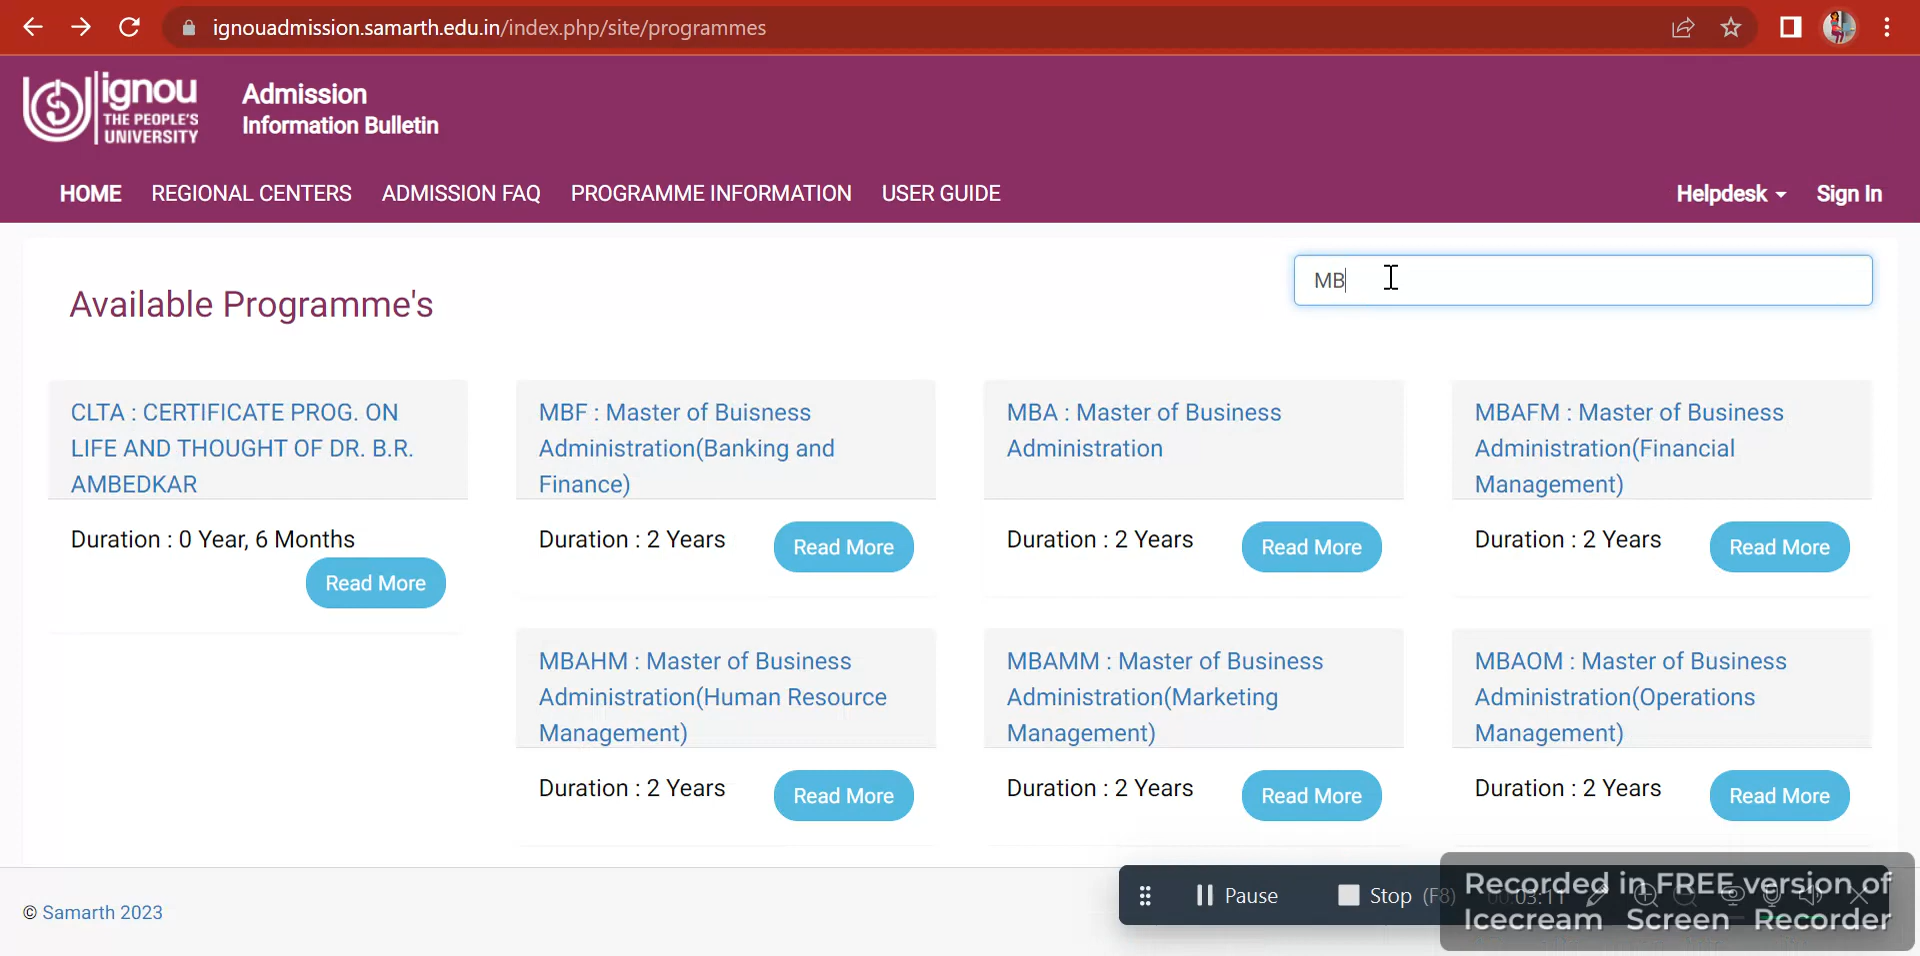 ignouadmission.samarth.edu.in/index.php/site/programmes
ignou
THE PEOPLE'S
UNIVERSITY
Admission
Information Bulletin
HOME REGIONAL CENTERS ADMISSION FAQ PROGRAMME INFORMATION USER GUIDE Helpdesk Sign In
MB
Available Programme's
CLTA : CERTIFICATE PROG. ON
LIFE AND THOUGHT OF DR. B.R.
AMBEDKAR
Duration : 0 Year, 6 Months
Read More
MBF : Master of Buisness
Administration(Banking and
Finance)
Duration : 2 Years
Read More
MBA : Master of Business
Administration
Duration : 2 Years
Read More
MBAFM : Master of Business
Administration(Financial
Management)
Duration : 2 Years
Read More
MBAHM : Master of Business
Administration(Human Resource
Management)
Duration : 2 Years
Read More
MBAMM : Master of Business
Administration(Marketing
Management)
Duration : 2 Years
Read More
MBAOM : Master of Business
Administration(Operations
Management)
Duration : 2 Years
Read More
© Samarth 2023
Pause Stop (F8)
Recorded in FREE version of
Icecream Screen Recorder